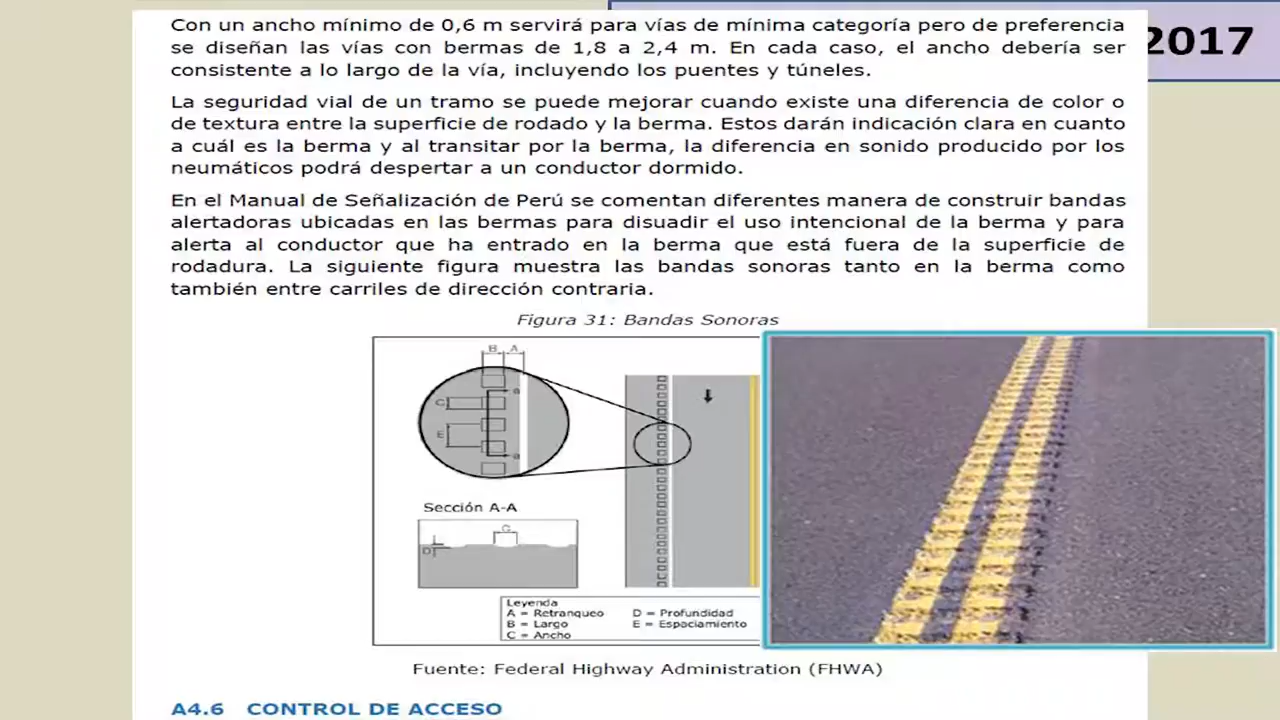 2017
Con un ancho mínimo de 0,6 m servirá para vías de mínima categoría pero de preferencia
se diseñan las vías con bermas de 1,8 a 2,4 m. En cada caso, el ancho debería ser
consistente a lo largo de la vía, incluyendo los puentes y túneles.
La seguridad vial de un tramo se puede mejorar cuando existe una diferencia de color o
de textura entre la superficie de rodado y la berma. Estos darán indicación clara en cuanto
a cuál es la berma y al transitar por la berma, la diferencia en sonido producido por los
neumáticos podrá despertar a un conductor dormido.
En el Manual de Señalización de Perú se comentan diferentes manera de construir bandas
alertadoras ubicadas en las bermas para disuadir el uso intencional de la berma y para
alerta al conductor que ha entrado en la berma que está fuera de la superficie de
rodadura. La siguiente figura muestra las bandas sonoras tanto en la berma como
también entre carriles de dirección contraria.
Figura 31: Bandas Sonoras
B A
a
C
E
a
Sección A-A
C
D
Leyenda
A = Retranqueo D = Profundidad
B = Largo E = Espaciamiento
C = Ancho
Fuente: Federal Highway Administration (FHWA)
A4.6 CONTROL DE ACCESO